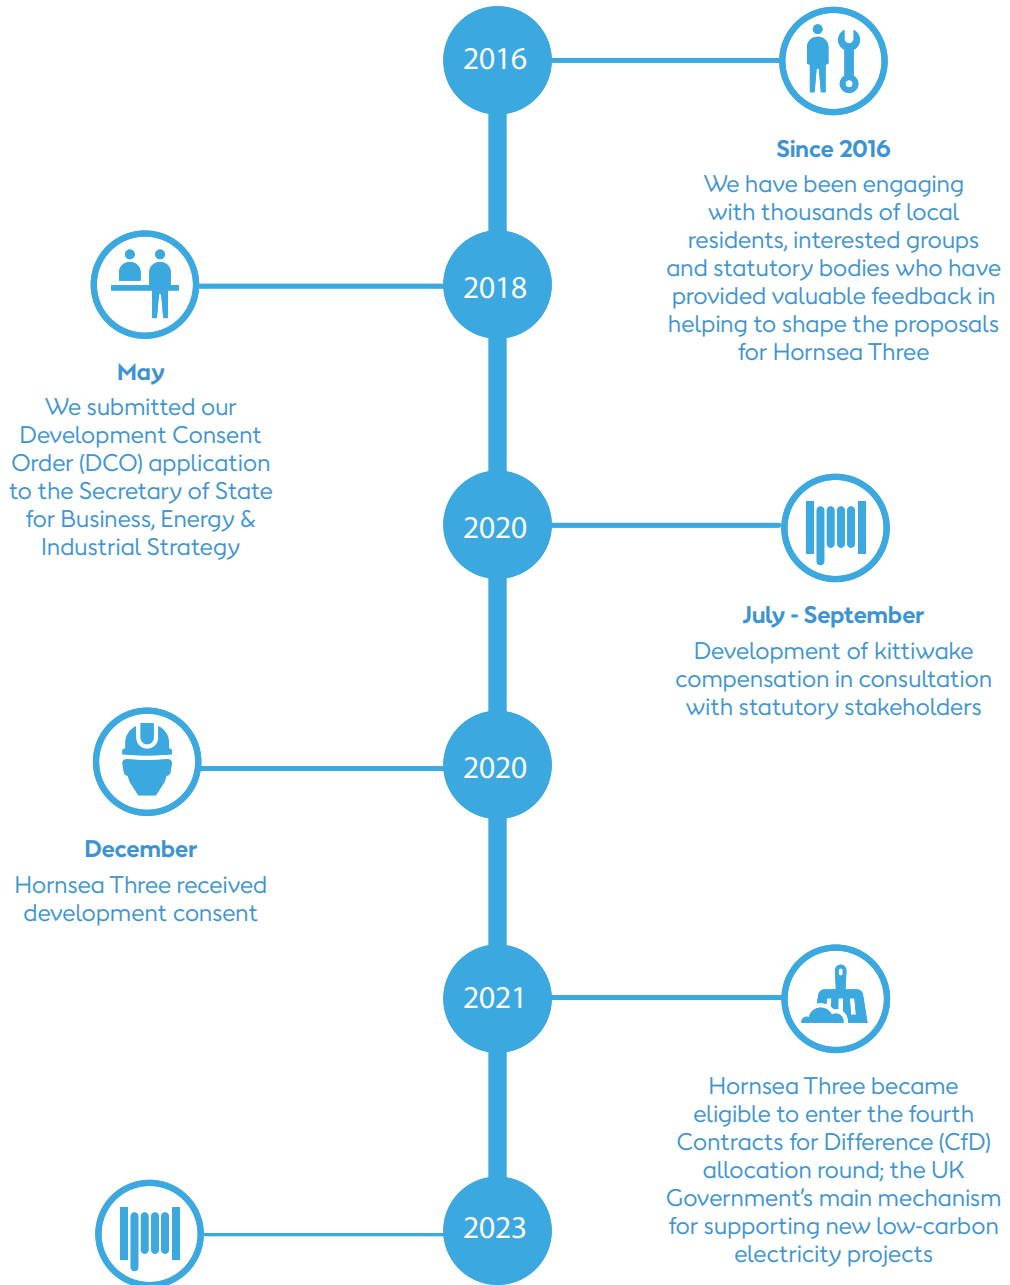 2016
Since 2016
We have been engaging
with thousands of local
residents, interested groups
and statutory bodies who have
provided valuable feedback in
helping to shape the proposals
for Hornsea Three
2018
May
We submitted our
Development Consent
Order (DCO) application
to the Secretary of State
for Business, Energy &
Industrial Strategy
2020
July - September
Development of kittiwake
compensation in consultation
with statutory stakeholders
2020
December
Hornsea Three received
development consent
2021
Hornsea Three became
eligible to enter the fourth
Contracts for Difference (CfD)
allocation round; the UK
Government's main mechanism
for supporting new low-carbon
electricity projects
2023